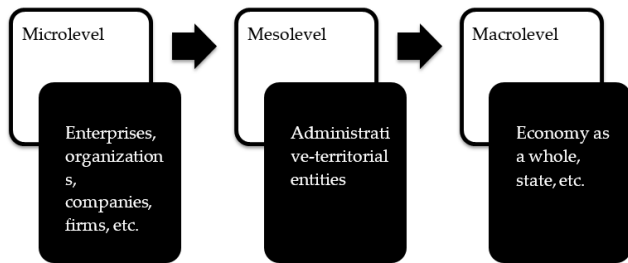 Microlevel
Enterprises,
organization
s,
companies,
firms, etc.
Mesolevel
Administrati
ve-territorial
entities
Macrolevel
Economy as
a whole,
state, etc.